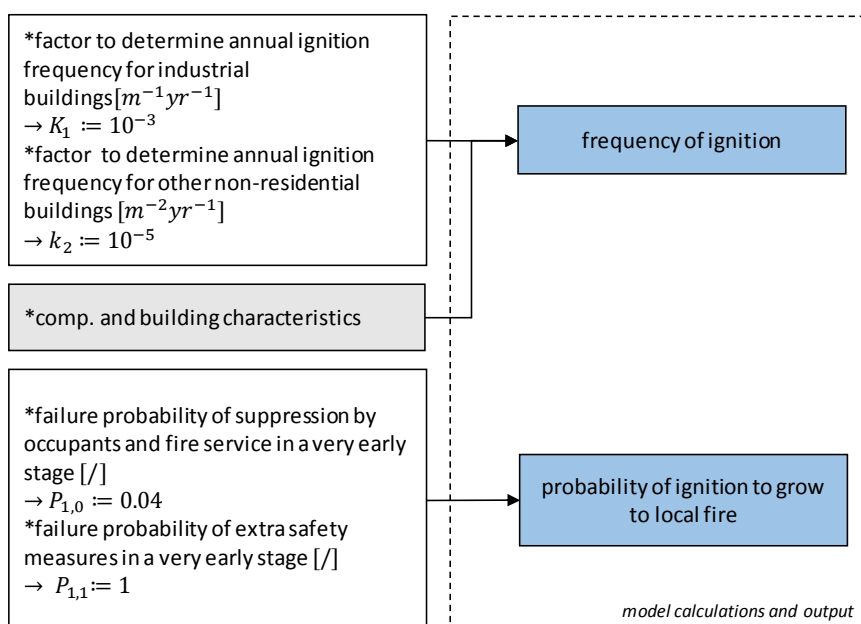 *factor to determine annual ignition
frequency for industrial
buildings[m⁻¹yr⁻¹]
→ K₁ ≔ 10⁻³
*factor to determine annual ignition
frequency for other non-residential
buildings [m⁻²yr⁻¹]
→ k₂ ≔ 10⁻⁵
frequency of ignition
*comp. and building characteristics
*failure probability of suppression by
occupants and fire service in a very early
stage [/]
→ P₁,₀ ≔ 0.04
*failure probability of extra safety
measures in a very early stage [/]
→ P₁,₁ ≔ 1
probability of ignition to grow
to local fire
model calculations and output